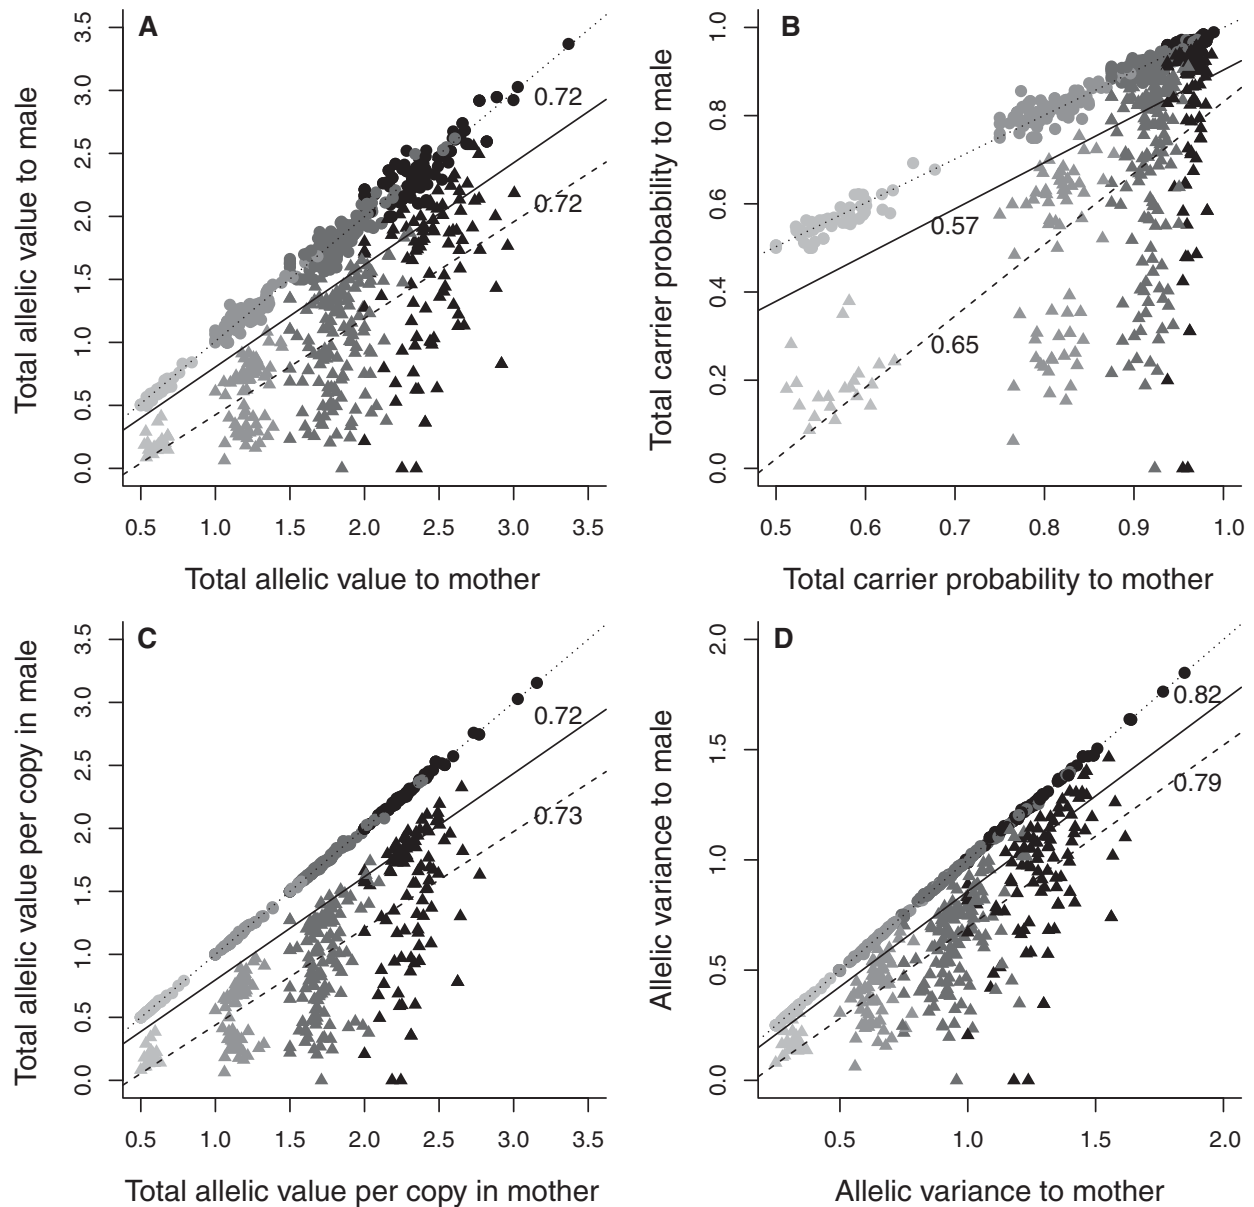 A
Total allelic value to male
0.0 0.5 1.0 1.5 2.0 2.5 3.0 3.5
0.72
0.72
0.5 1.0 1.5 2.0 2.5 3.0 3.5
Total allelic value to mother
B
Total carrier probability to male
0.0 0.2 0.4 0.6 0.8 1.0
0.57
0.65
0.5 0.6 0.7 0.8 0.9 1.0
Total carrier probability to mother
C
Total allelic value per copy in male
0.0 0.5 1.0 1.5 2.0 2.5 3.0 3.5
0.72
0.73
0.5 1.0 1.5 2.0 2.5 3.0 3.5
Total allelic value per copy in mother
D
Allelic variance to male
0.0 0.5 1.0 1.5 2.0
0.82
0.79
0.5 1.0 1.5 2.0
Allelic variance to mother